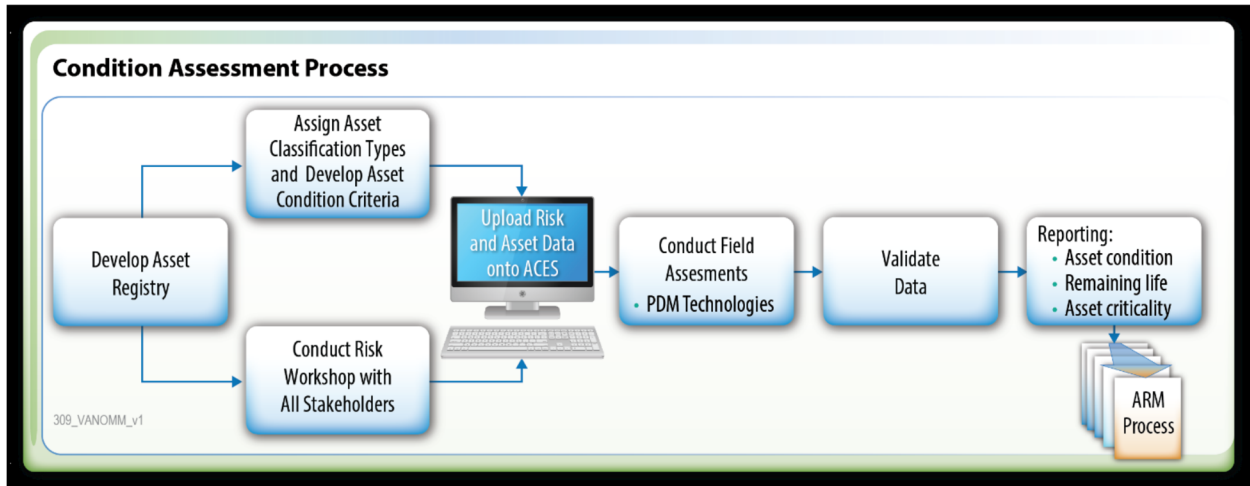 Condition Assessment Process
Develop Asset
Registry
Assign Asset
Classification Types
and Develop Asset
Condition Criteria
Conduct Risk
Workshop with
All Stakeholders
Upload Risk
and Asset Data
onto ACES
Conduct Field
Assesments
• PDM Technologies
Validate
Data
Reporting:
• Asset condition
• Remaining life
• Asset criticality
ARM
Process
309_VANOMM_v1